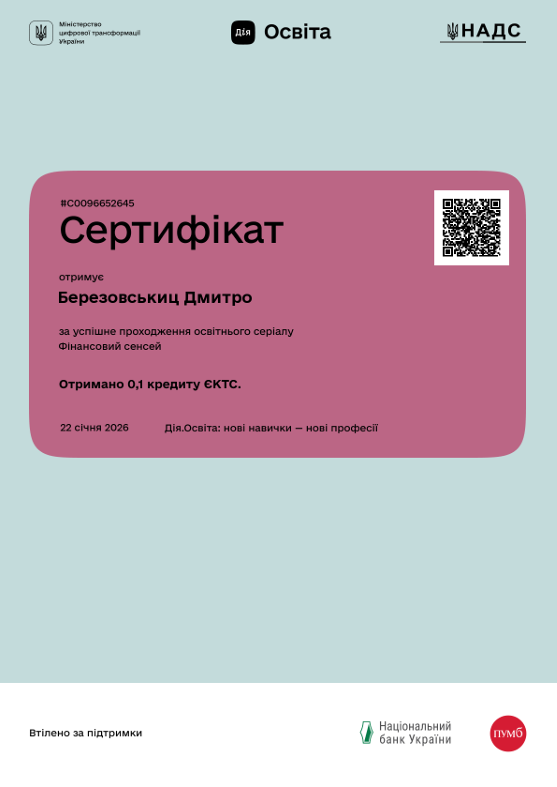 Міністерство
цифрової трансформації
України
Дія Освіта
НАДС
#C0096652645
Сертифікат
отримує
Березовськиц Дмитро
за успішне проходження освітнього серіалу
Фінансовий сенсей
Отримано 0,1 кредиту ЄКТС.
22 січня 2026
Дія.Освіта: нові навички — нові професії
Втілено за підтримки
Національний
банк України
ПУМБ